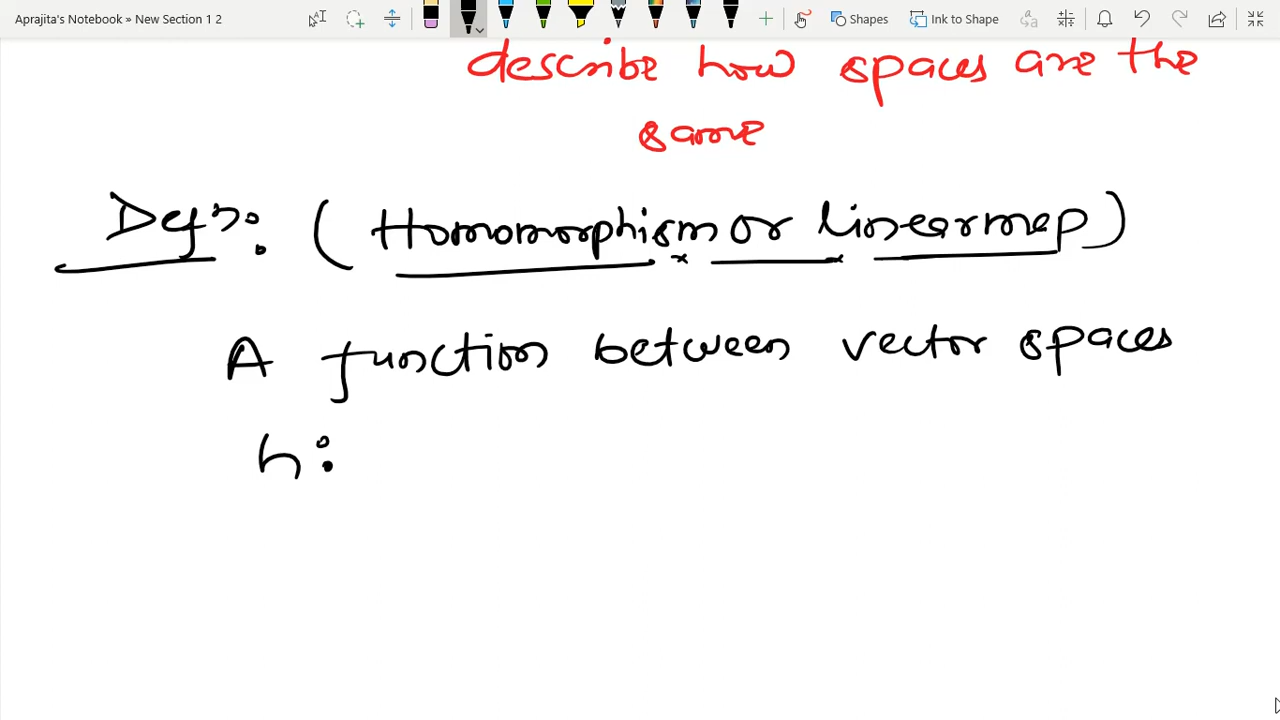 Aprajita's Notebook » New Section 1 2
Shapes
Ink to Shape
describe how spaces are the
same
Defn: (Homomorphism or linear map)
A function between vector spaces
h: